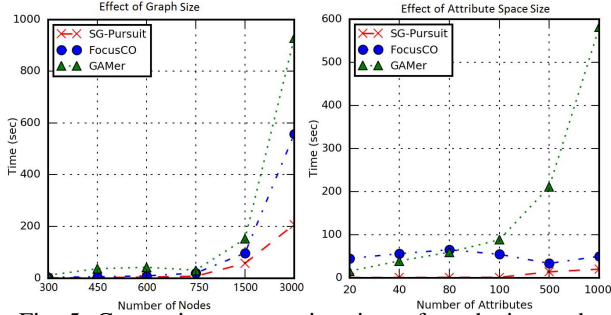 Effect of Graph Size
1000
800
600
400
200
0
Time (sec)
SG-Pursuit
FocusCO
GAMer
300 450 600 750 1500 3000
Number of Nodes
Effect of Attribute Space Size
600
500
400
300
200
100
0
Time (sec)
SG-Pursuit
FocusCO
GAMer
20 40 80 100 500 1000
Number of Attributes